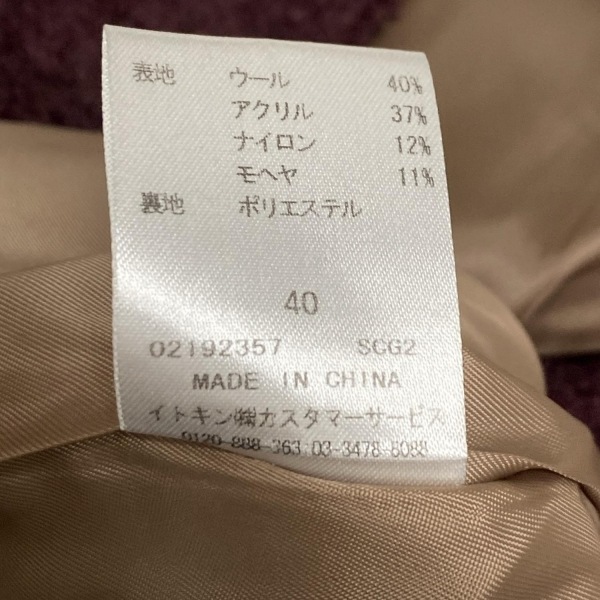 表地 ウール 40%
アクリル 37%
ナイロン 12%
モヘヤ 11%
裏地 ポリエステル
40
02192357 SCG2
MADE IN CHINA
イトキン㈱カスタマーサービス
0120-888-363 03-3478-8088